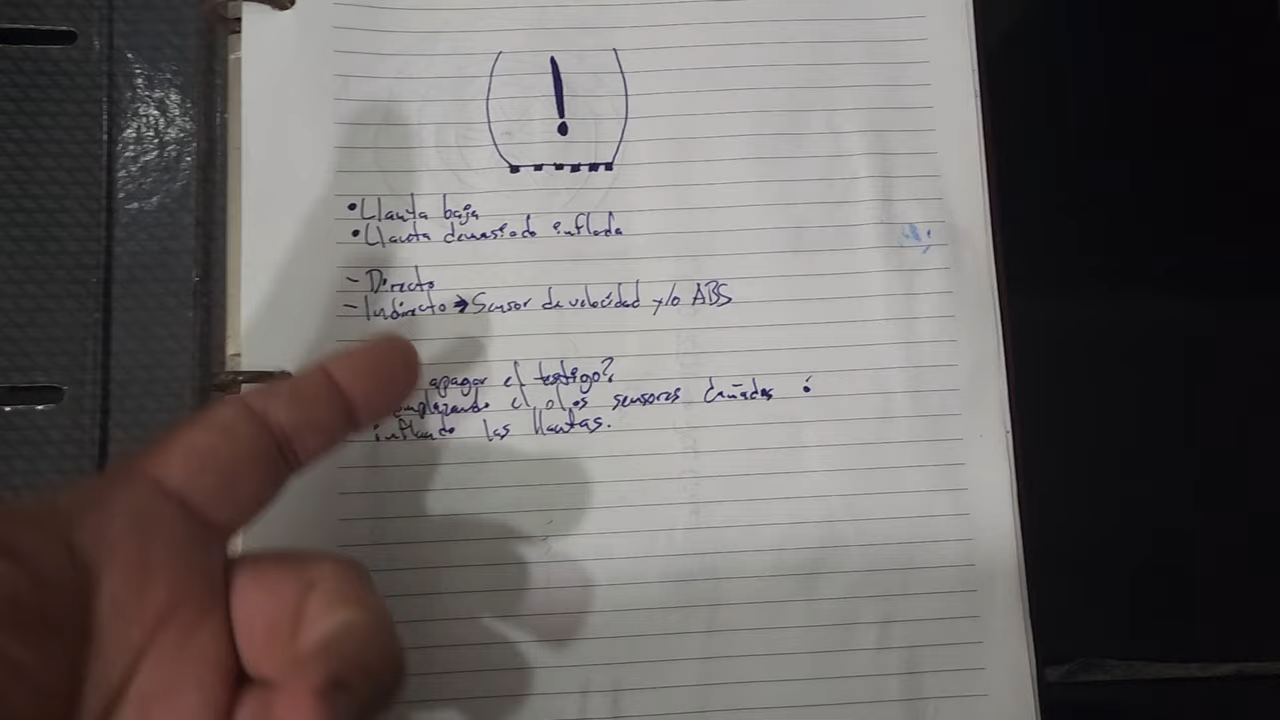 !
•Llanta baja
•Llanta demasiado inflada
- Directo
- Indirecto → Sensor de velocidad y/o ABS
apagar el testigo?
el o los sensores dañados ó
inflando las llantas.